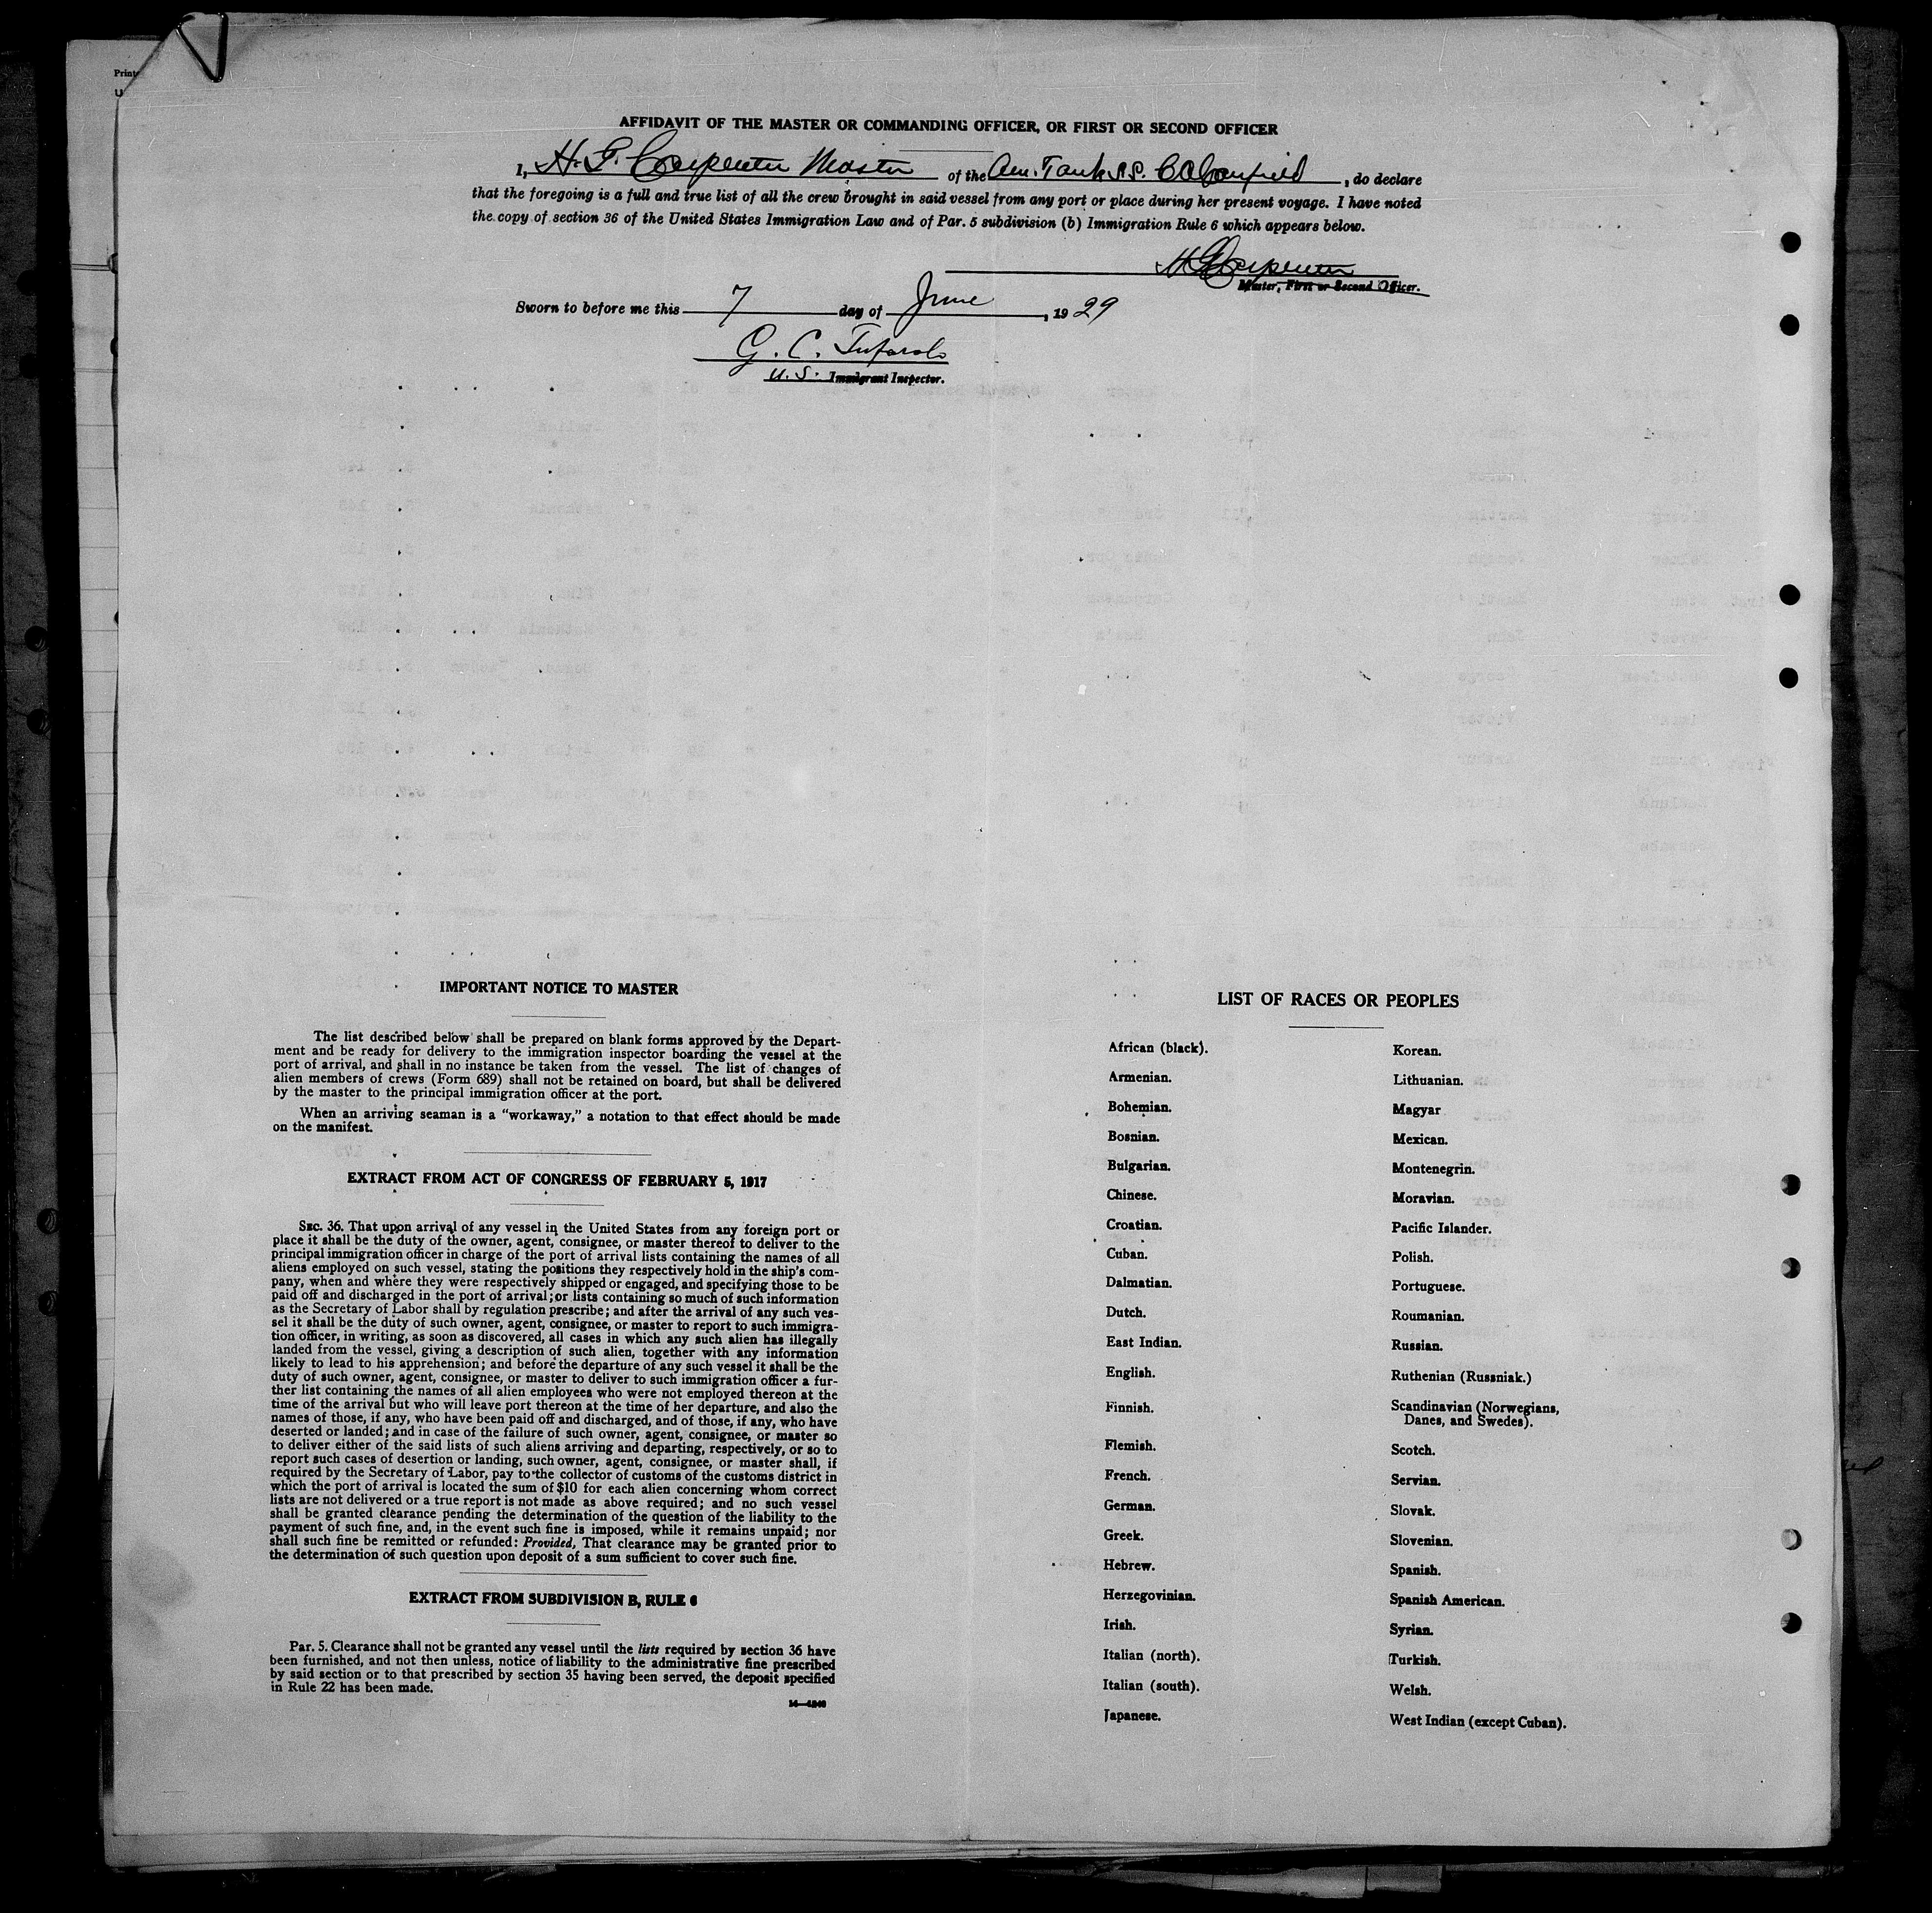 Print
U
AFFIDAVIT OF THE MASTER OR COMMANDING OFFICER, OR FIRST OR SECOND OFFICER
I, H. G. Carpenter Master of the Am. Tank S.S. C A Canfield, do declare
that the foregoing is a full and true list of all the crew brought in said vessel from any port or place during her present voyage. I have noted
the copy of section 36 of the United States Immigration Law and of Par. 5 subdivision (b) Immigration Rule 6 which appears below.
H G Carpenter
Master, First or Second Officer.
Sworn to before me this 7 day of June, 1929
G. C.
U. S. Immigrant Inspector.
IMPORTANT NOTICE TO MASTER
The list described below shall be prepared on blank forms approved by the Depart-
ment and be ready for delivery to the immigration inspector boarding the vessel at the
port of arrival, and shall in no instance be taken from the vessel. The list of changes of
alien members of crews (Form 689) shall not be retained on board, but shall be delivered
by the master to the principal immigration officer at the port.
When an arriving seaman is a "workaway," a notation to that effect should be made
on the manifest.
EXTRACT FROM ACT OF CONGRESS OF FEBRUARY 5, 1917
SEC. 36. That upon arrival of any vessel in the United States from any foreign port or
place it shall be the duty of the owner, agent, consignee, or master thereof to deliver to the
principal immigration officer in charge of the port of arrival lists containing the names of all
aliens employed on such vessel, stating the positions they respectively hold in the ship's com-
pany, when and where they were respectively shipped or engaged, and specifying those to be
paid off and discharged in the port of arrival; or lists containing so much of such information
as the Secretary of Labor shall by regulation prescribe; and after the arrival of any such ves-
sel it shall be the duty of such owner, agent, consignee, or master to report to such immigra-
tion officer, in writing, as soon as discovered, all cases in which any such alien has illegally
landed from the vessel, giving a description of such alien, together with any information
likely to lead to his apprehension; and before the departure of any such vessel it shall be the
duty of such owner, agent, consignee, or master to deliver to such immigration officer a fur-
ther list containing the names of all alien employees who were not employed thereon at the
time of the arrival but who will leave port thereon at the time of her departure, and also the
names of those, if any, who have been paid off and discharged, and of those, if any, who have
deserted or landed; and in case of the failure of such owner, agent, consignee, or master so
to deliver either of the said lists of such aliens arriving and departing, respectively, or so to
report such cases of desertion or landing, such owner, agent, consignee, or master shall, if
required by the Secretary of Labor, pay to the collector of customs of the customs district in
which the port of arrival is located the sum of $10 for each alien concerning whom correct
lists are not delivered or a true report is not made as above required; and no such vessel
shall be granted clearance pending the determination of the question of the liability to the
payment of such fine, and, in the event such fine is imposed, while it remains unpaid; nor
shall such fine be remitted or refunded: Provided, That clearance may be granted prior to
the determination of such question upon deposit of a sum sufficient to cover such fine.
EXTRACT FROM SUBDIVISION B, RULE 6
Par. 5. Clearance shall not be granted any vessel until the lists required by section 36 have
been furnished, and not then unless, notice of liability to the administrative fine prescribed
by said section or to that prescribed by section 35 having been served, the deposit specified
in Rule 22 has been made.
LIST OF RACES OR PEOPLES
African (black).
Armenian.
Bohemian.
Bosnian.
Bulgarian.
Chinese.
Croatian.
Cuban.
Dalmatian.
Dutch.
East Indian.
English.
Finnish.
Flemish.
French.
German.
Greek.
Hebrew.
Herzegovinian.
Irish.
Italian (north).
Italian (south).
Japanese.
Korean.
Lithuanian.
Magyar
Mexican.
Montenegrin.
Moravian.
Pacific Islander.
Polish.
Portuguese.
Roumanian.
Russian.
Ruthenian (Russniak.)
Scandinavian (Norwegians,
Danes, and Swedes).
Scotch.
Servian.
Slovak.
Slovenian.
Spanish.
Spanish American.
Syrian.
Turkish.
Welsh.
West Indian (except Cuban).